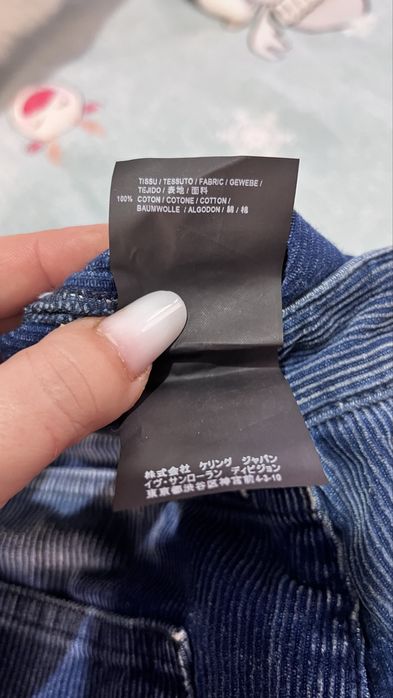 TISSU / TESSUTO / FABRIC / GEWEBE /
TEJIDO / 表地 / 面料
100% COTON / COTONE / COTTON /
BAUMWOLLE / ALGODON / 綿 / 棉
株式会社 ケリング ジャパン
イヴ・サンローラン ディビジョン
東京都渋谷区神宮前4-3-10